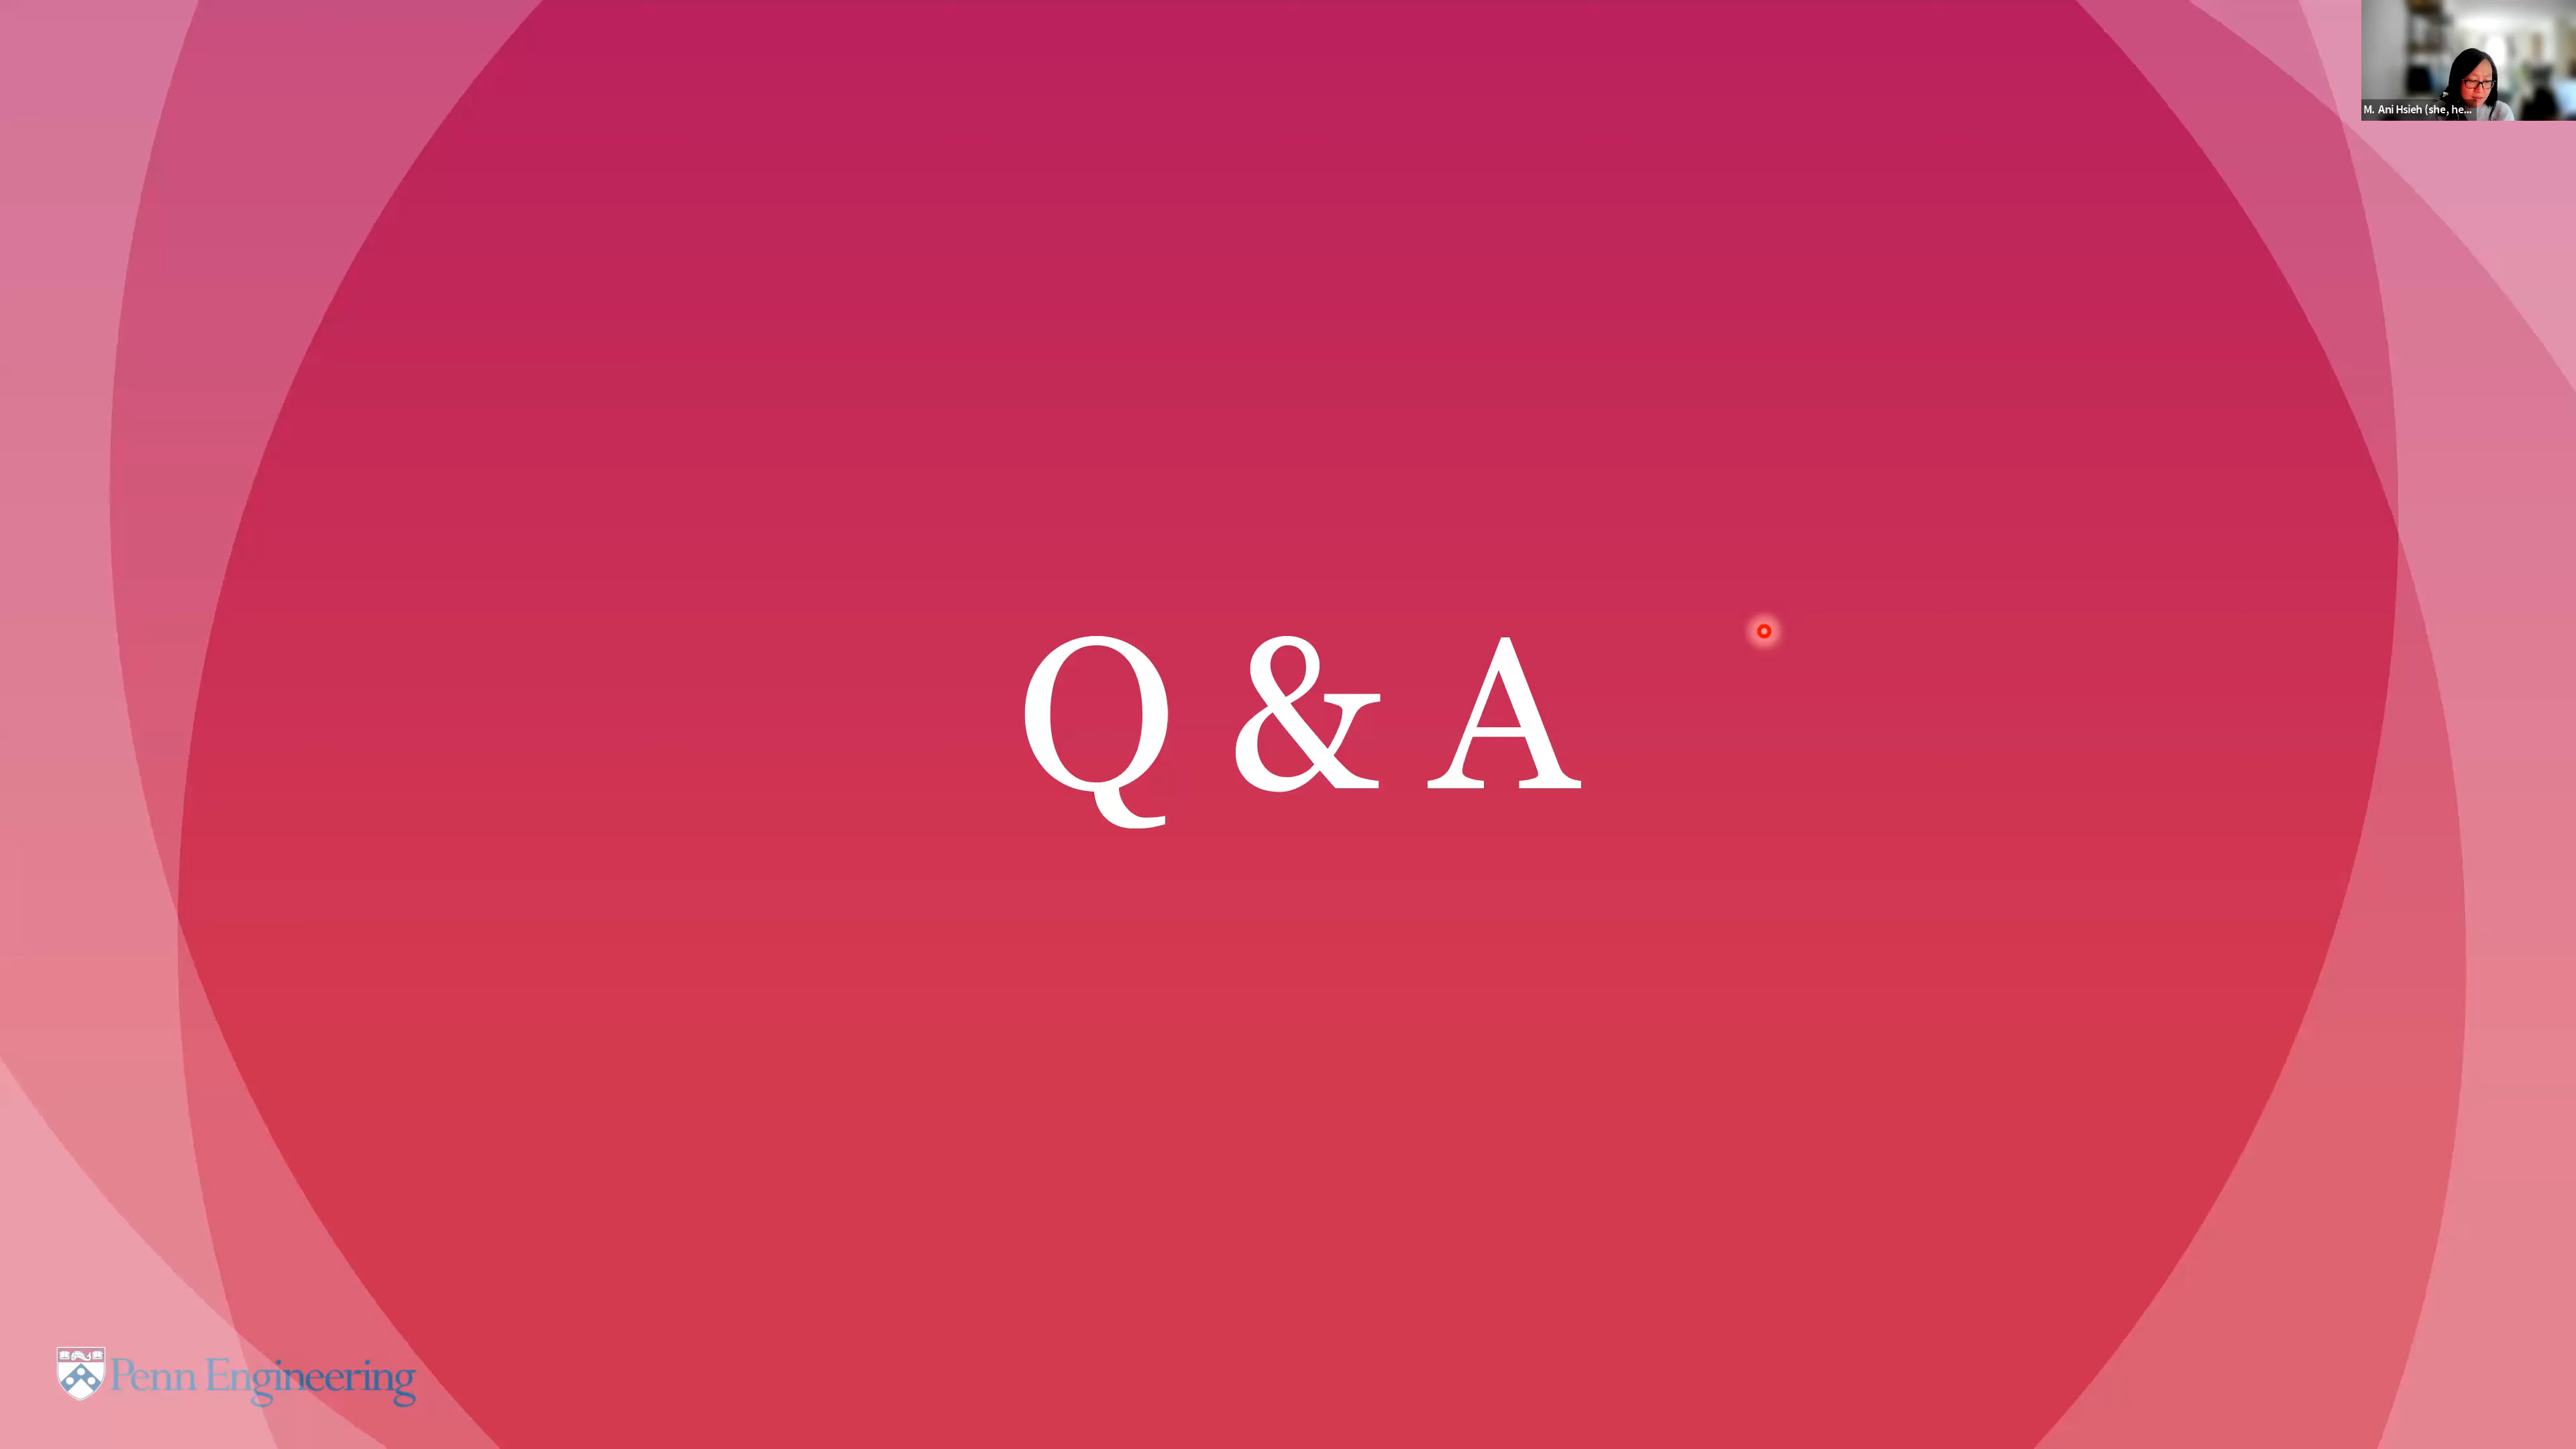 M. Ani Hsieh (she, he...
Q & A
Penn Engineering